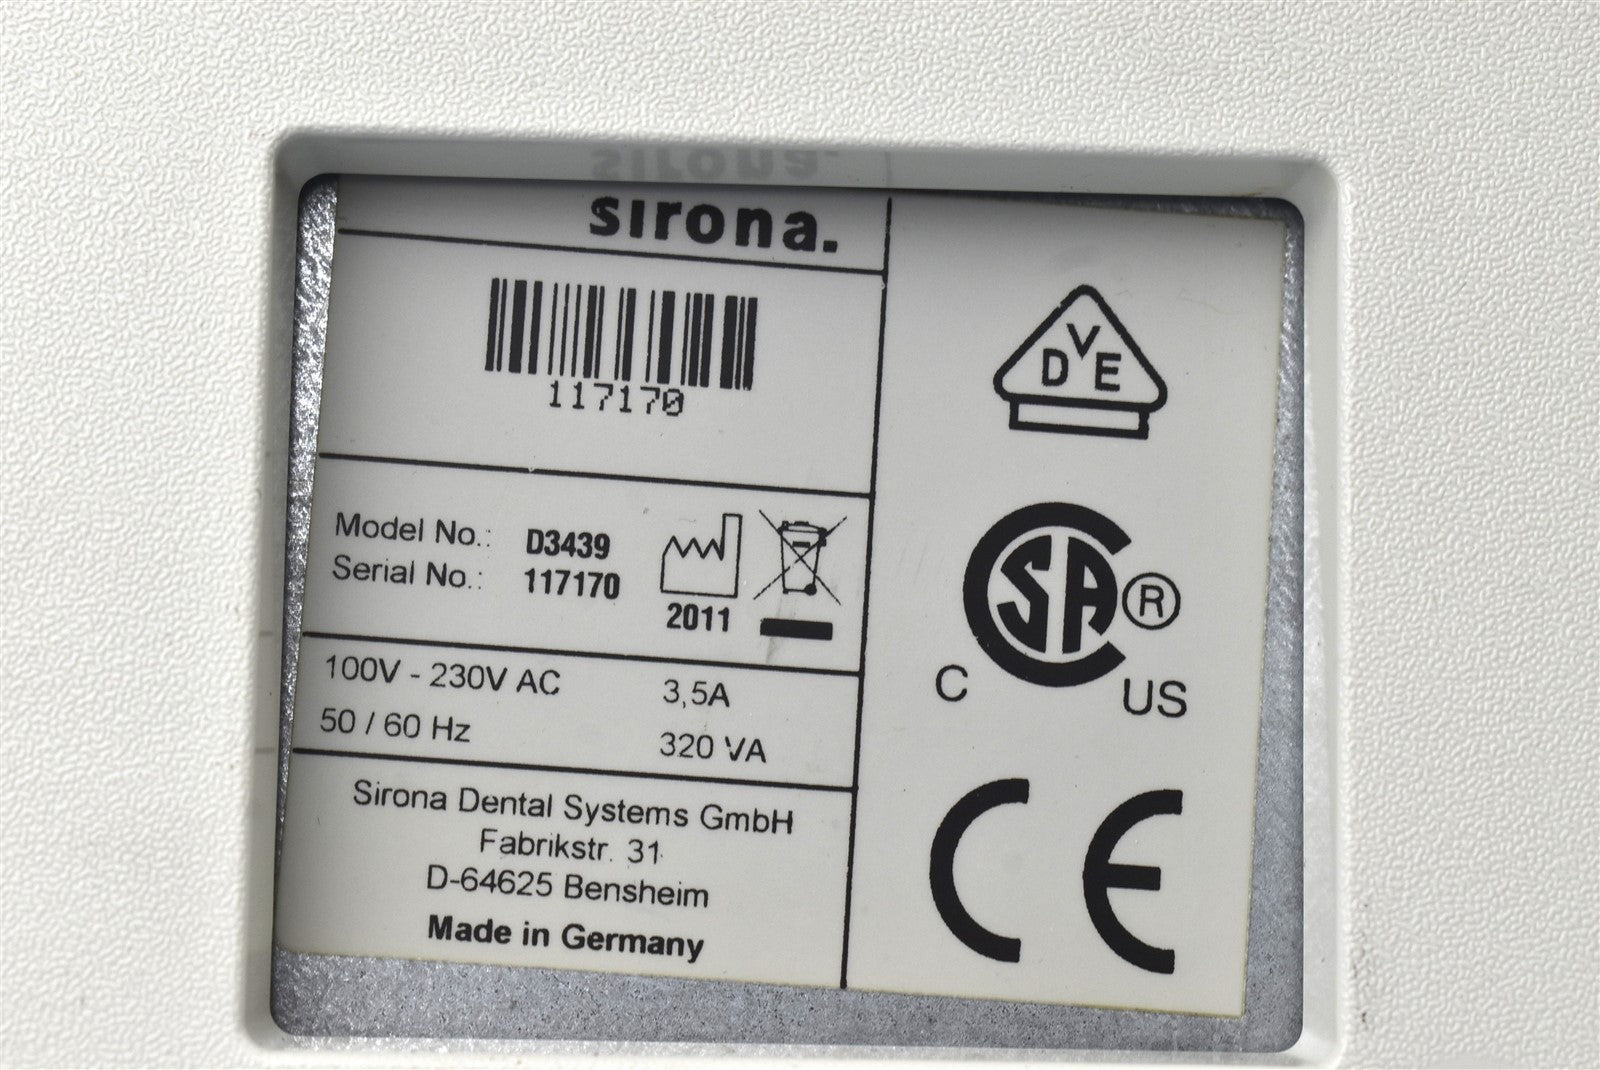 sirona.
117170
Model No.: D3439
Serial No.: 117170
2011
100V - 230V AC 3,5A
50 / 60 Hz 320 VA
Sirona Dental Systems GmbH
Fabrikstr. 31
D-64625 Bensheim
Made in Germany
DVE
CSA®
C US
CE